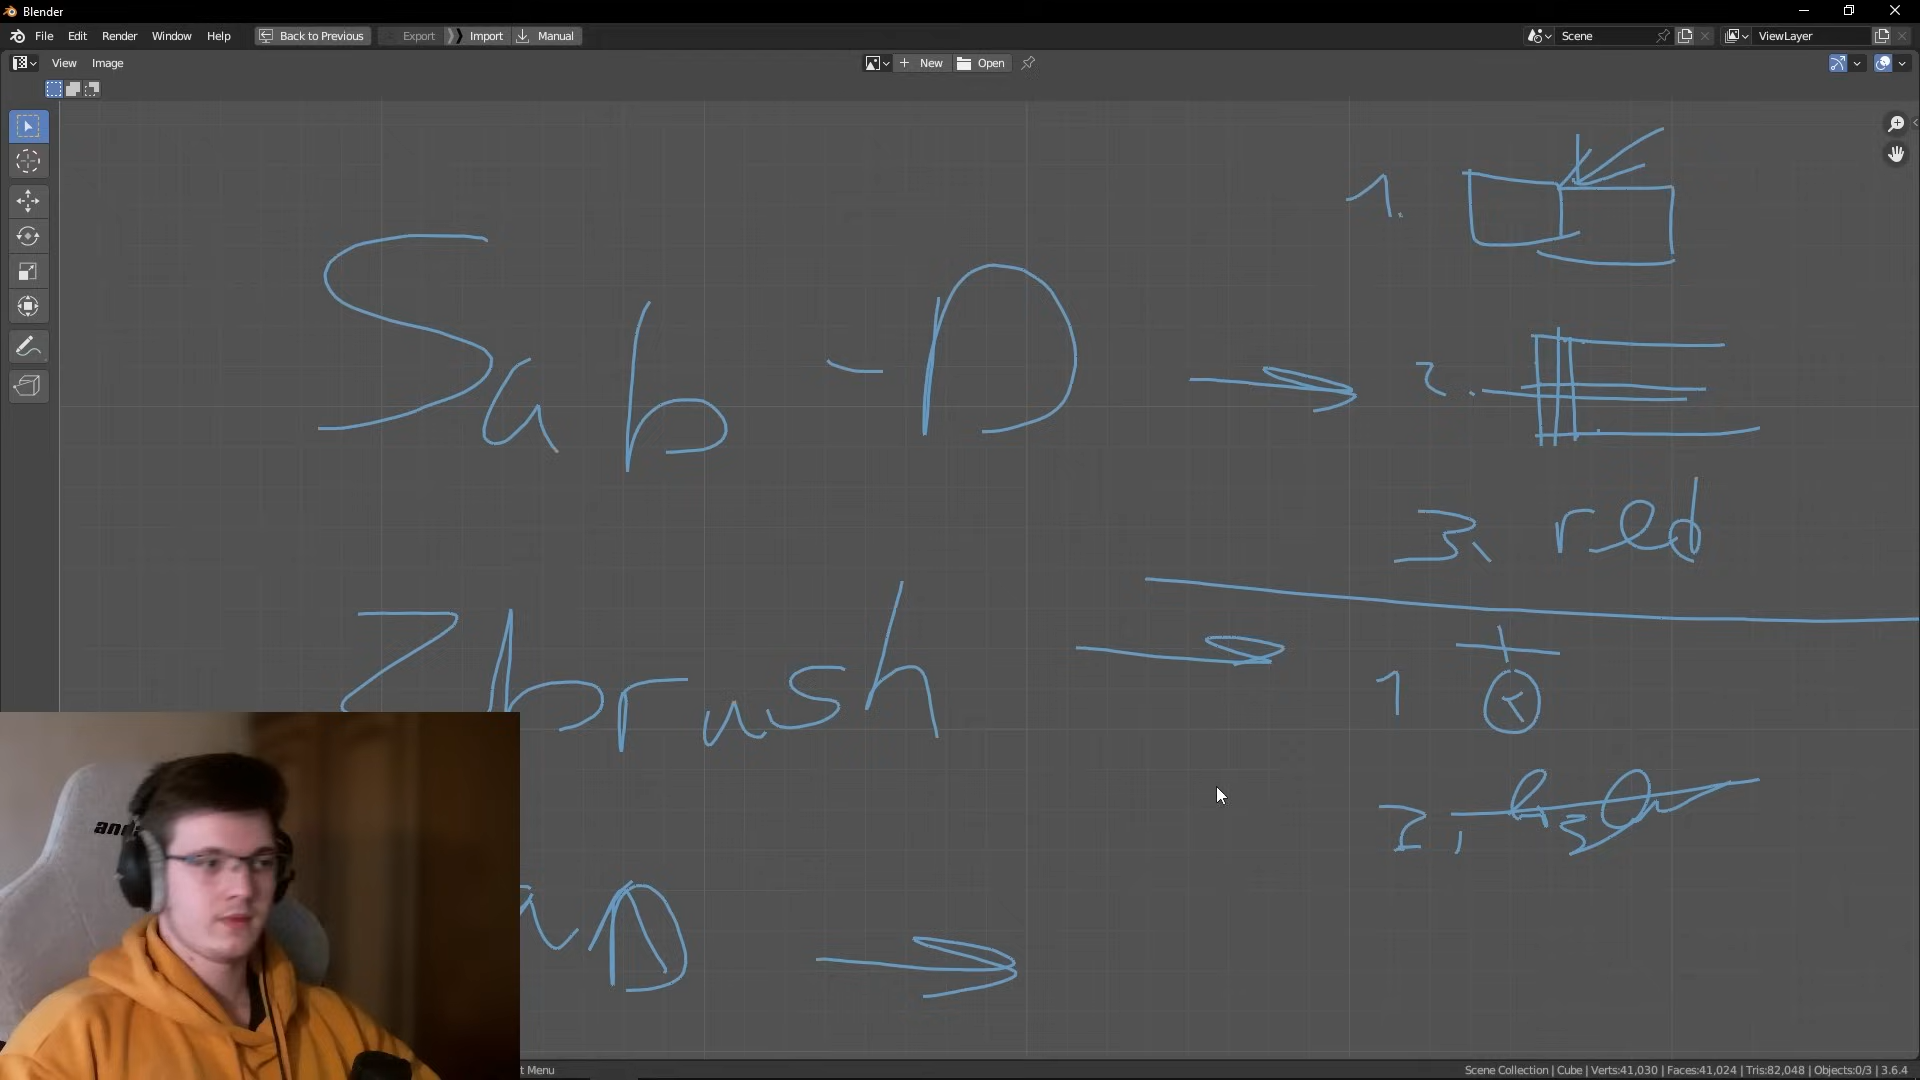 Blender
File Edit Render Window Help Back to Previous Export Import Manual Scene ViewLayer
View Image New Open
1.
Sab - D
2.
3. red
Zbrush
1
2,
t Menu
Scene Collection | Cube | Verts:41,030 | Faces:41,024 | Tris:82,048 | Objects:0/3 | 3.6.4